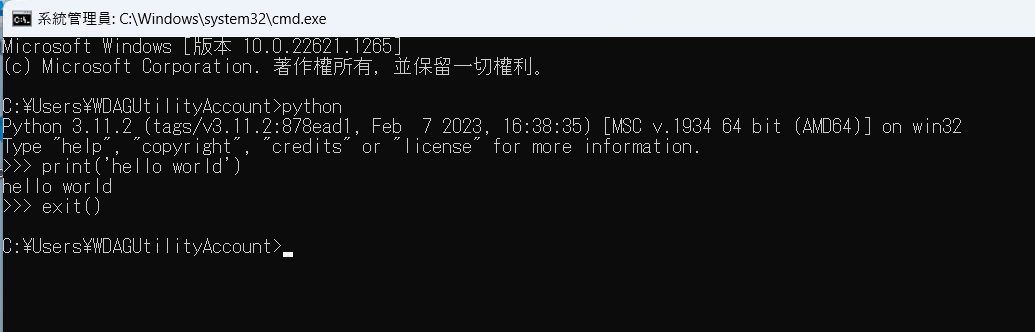 系統管理員: C:\Windows\system32\cmd.exe
Microsoft Windows [版本 10.0.22621.1265]
(c) Microsoft Corporation. 著作權所有，並保留一切權利。
C:¥Users¥WDAGUtilityAccount>python
Python 3.11.2 (tags/v3.11.2:878ead1, Feb  7 2023, 16:38:35) [MSC v.1934 64 bit (AMD64)] on win32
Type "help", "copyright", "credits" or "license" for more information.
>>> print('hello world')
hello world
>>> exit()
C:¥Users¥WDAGUtilityAccount>